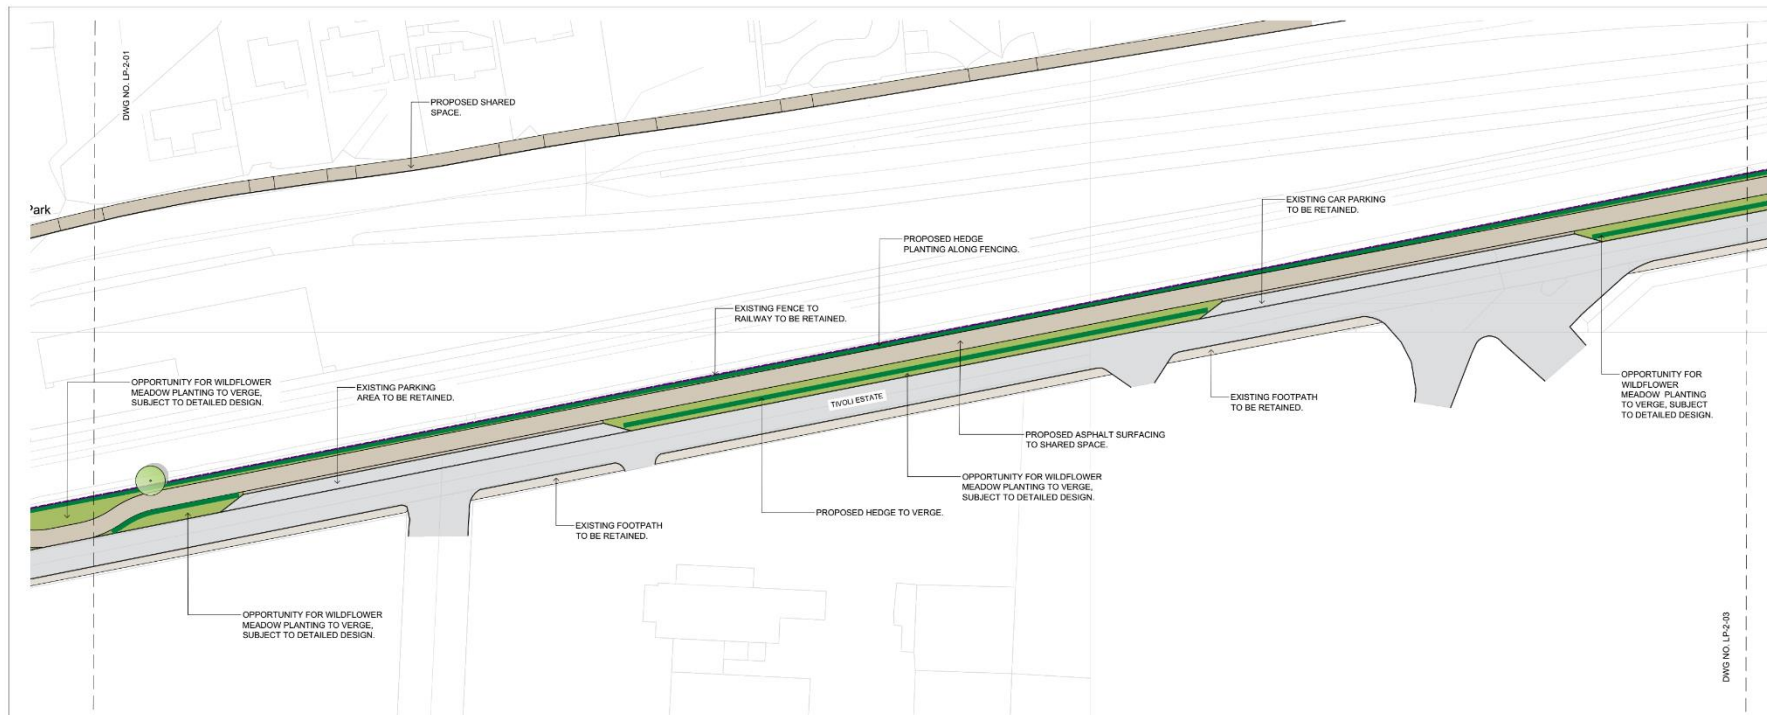 DWG NO. LP-2-01
PROPOSED SHARED
SPACE.
Park
EXISTING CAR PARKING
TO BE RETAINED.
PROPOSED HEDGE
PLANTING ALONG FENCING.
EXISTING FENCE TO
RAILWAY TO BE RETAINED.
OPPORTUNITY FOR WILDFLOWER
MEADOW PLANTING TO VERGE,
SUBJECT TO DETAILED DESIGN.
EXISTING PARKING
AREA TO BE RETAINED.
TIVOLI ESTATE
EXISTING FOOTPATH
TO BE RETAINED.
OPPORTUNITY FOR
WILDFLOWER
MEADOW PLANTING
TO VERGE, SUBJECT
TO DETAILED DESIGN.
PROPOSED ASPHALT SURFACING
TO SHARED SPACE.
OPPORTUNITY FOR WILDFLOWER
MEADOW PLANTING TO VERGE,
SUBJECT TO DETAILED DESIGN.
PROPOSED HEDGE TO VERGE.
EXISTING FOOTPATH
TO BE RETAINED.
OPPORTUNITY FOR WILDFLOWER
MEADOW PLANTING TO VERGE,
SUBJECT TO DETAILED DESIGN.
DWG NO. LP-2-03